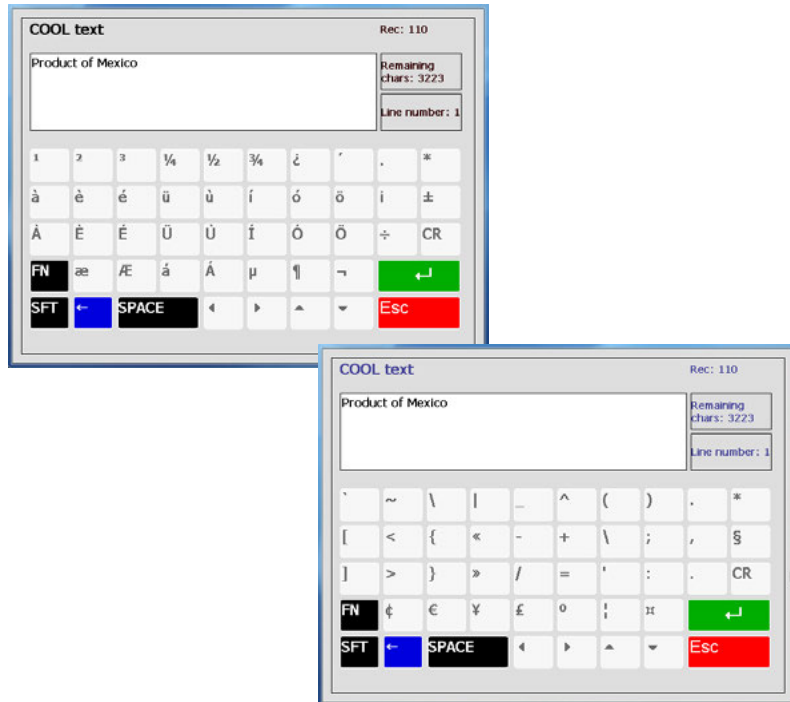 COOL text Rec: 110
Product of Mexico
Remaining
chars: 3223
Line number: 1
¹ ² ³ ¼ ½ ¾ ¿ ´ . *
à è é ü ù í ó ö i ±
À È É Ü Ú Í Ó Ö ÷ CR
FN æ Æ á Á µ ¶ ¬ ↵
SFT ← SPACE ◂ ▸ ▴ ▾ Esc
COOL text Rec: 110
Product of Mexico
Remaining
chars: 3223
Line number: 1
` ~ \ | _ ^ ( ) . *
[ < { « - + \ ; , §
] > } » / = ' : . CR
FN ¢ € ¥ £ º ¦ ¤ ↵
SFT ← SPACE ◂ ▸ ▴ ▾ Esc